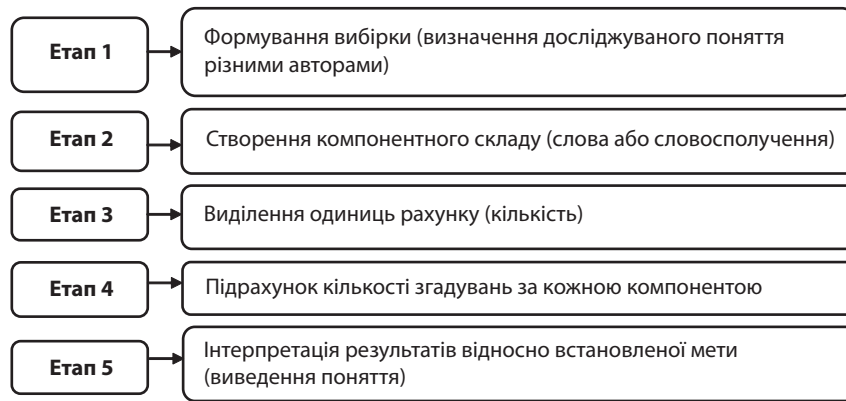 Етап 1
Формування вибірки (визначення досліджуваного поняття
різними авторами)
Етап 2
Створення компонентного складу (слова або словосполучення)
Етап 3
Виділення одиниць рахунку (кількість)
Етап 4
Підрахунок кількості згадувань за кожною компонентою
Етап 5
Інтерпретація результатів відносно встановленої мети
(виведення поняття)